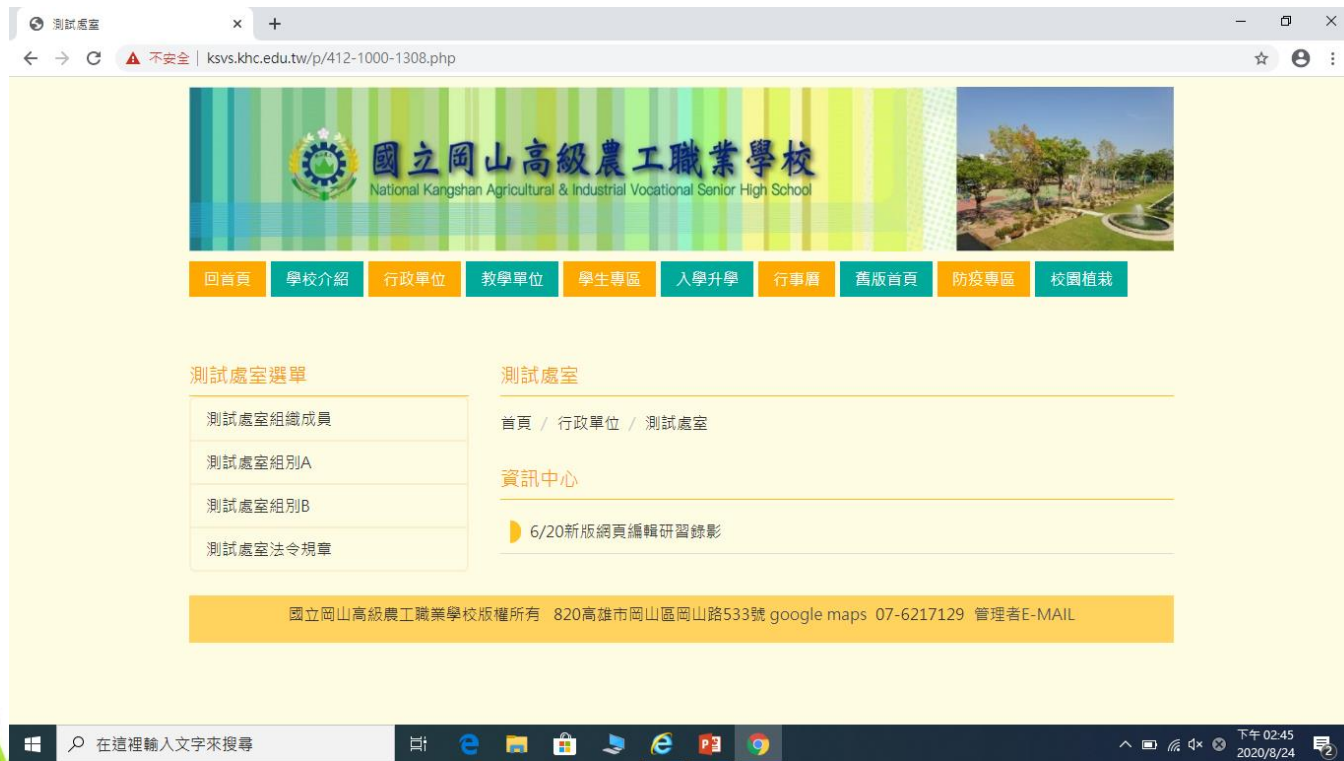 測試處室
不安全 | ksvs.khc.edu.tw/p/412-1000-1308.php
國立岡山高級農工職業學校
National Kangshan Agricultural & Industrial Vocational Senior High School
回首頁 學校介紹 行政單位 教學單位 學生專區 入學升學 行事曆 舊版首頁 防疫專區 校園植栽
測試處室選單
測試處室組織成員
測試處室組別A
測試處室組別B
測試處室法令規章
測試處室
首頁 / 行政單位 / 測試處室
資訊中心
6/20新版網頁編輯研習錄影
國立岡山高級農工職業學校版權所有 820高雄市岡山區岡山路533號 google maps 07-6217129 管理者E-MAIL
在這裡輸入文字來搜尋
下午 02:45
2020/8/24
2